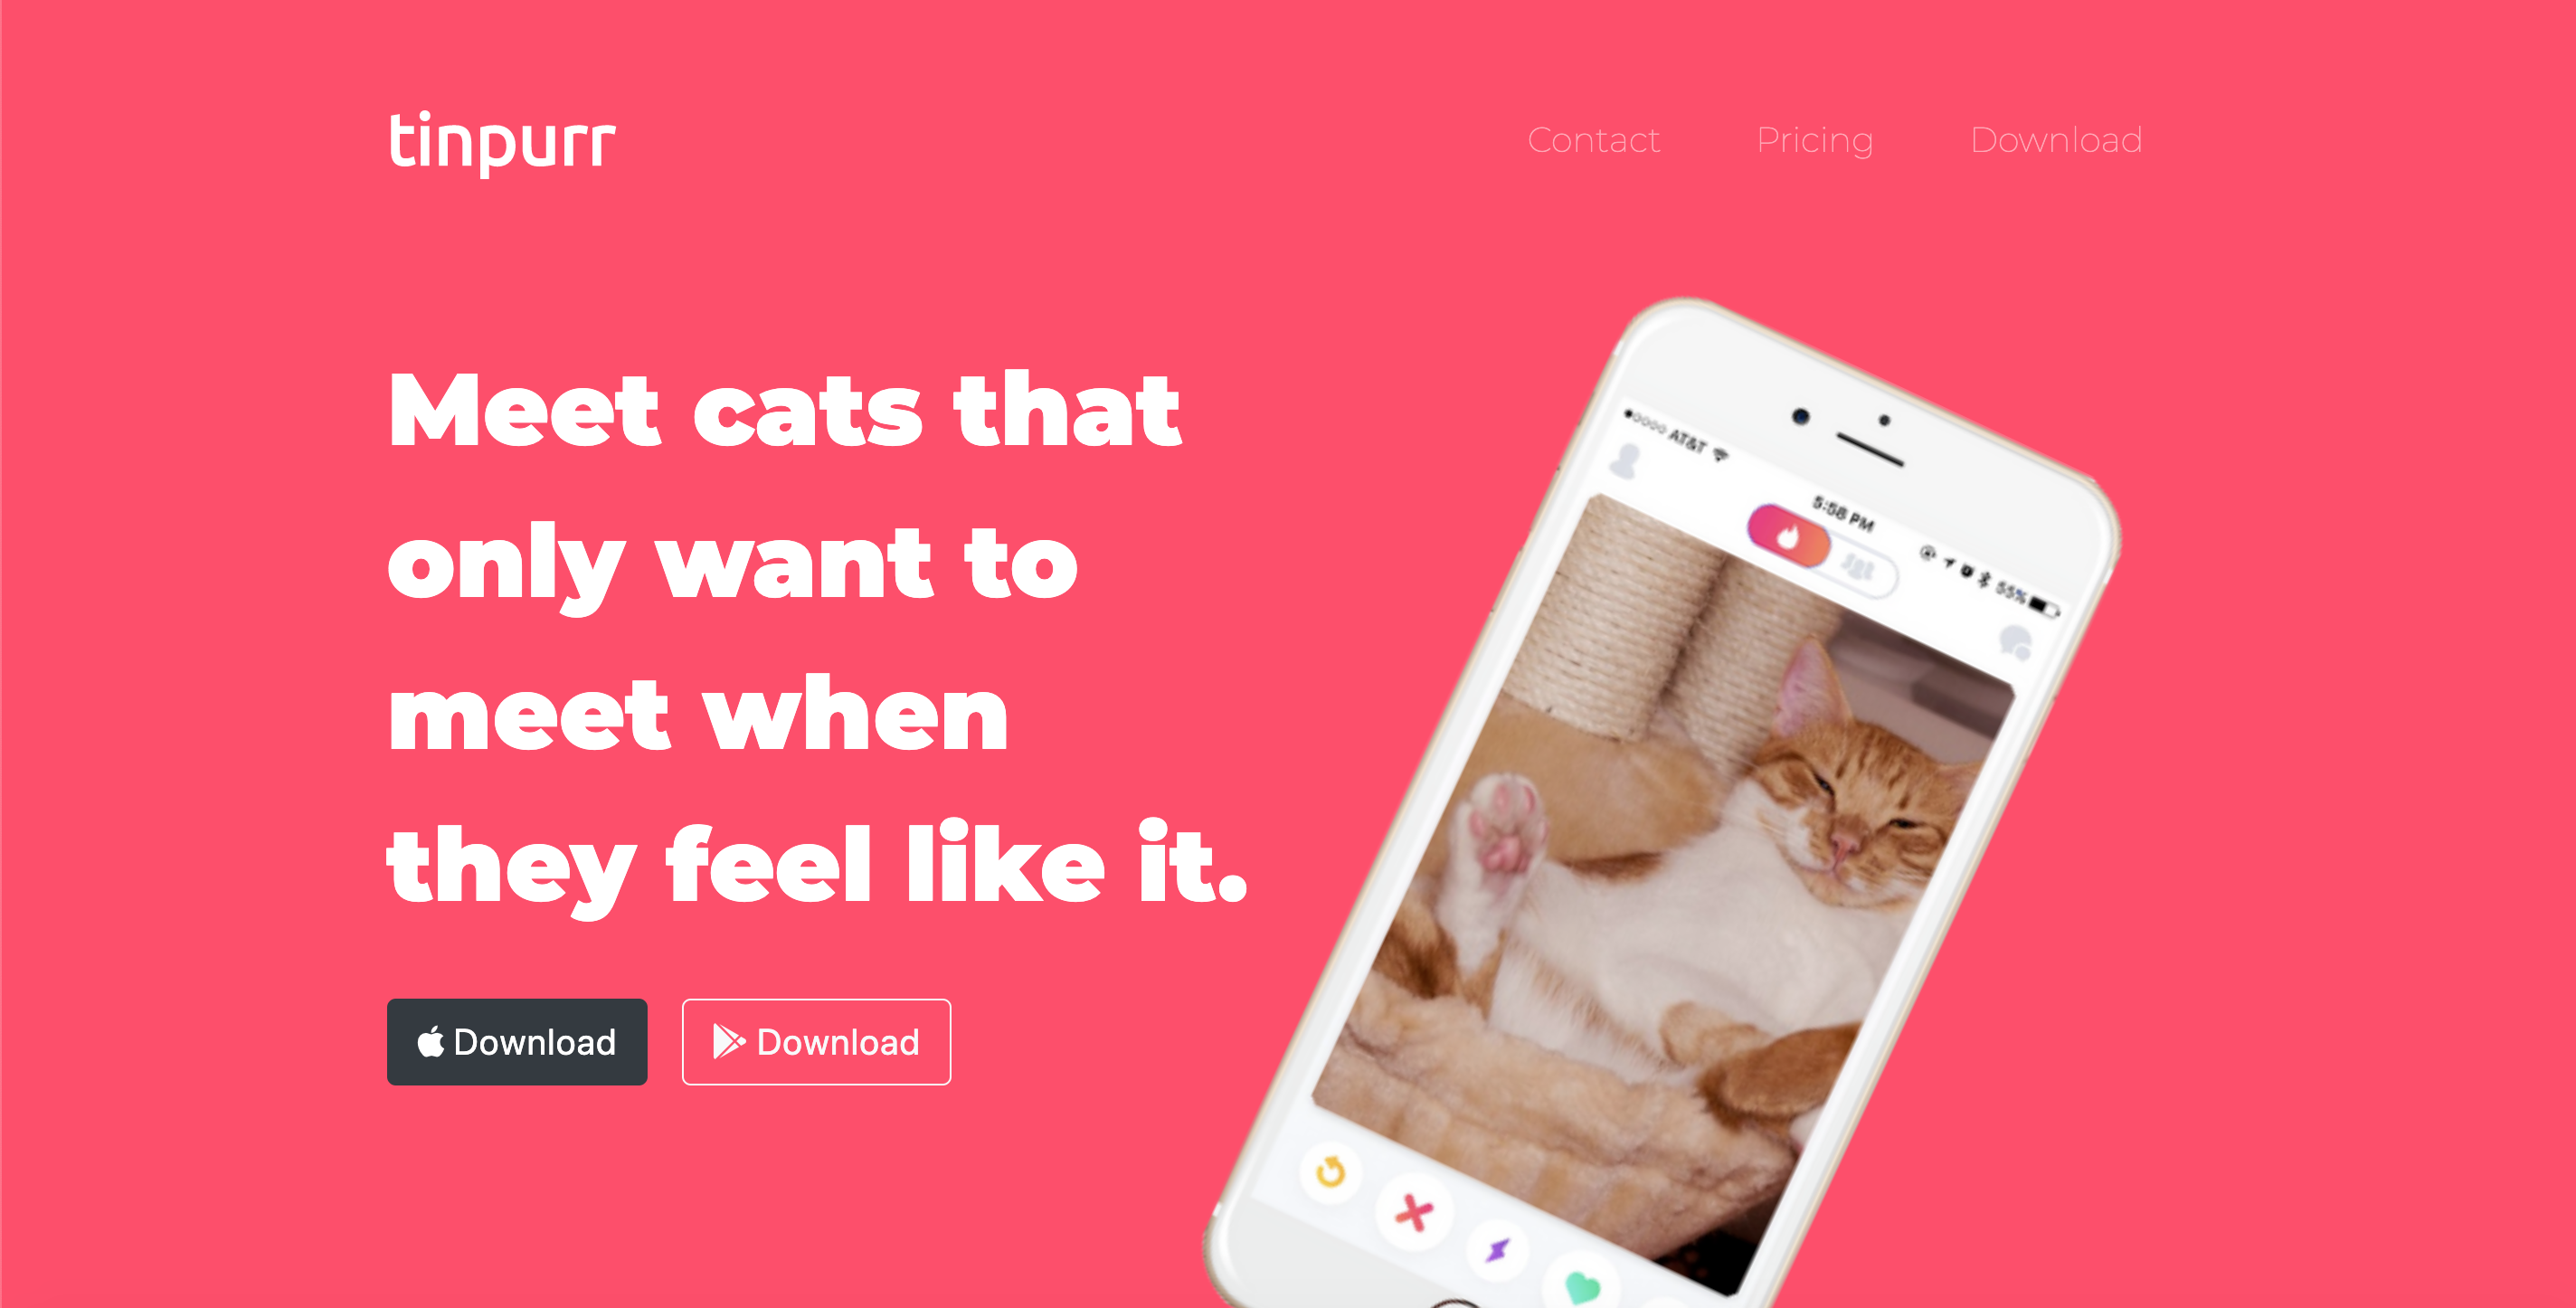 tinpurr
Contact
Pricing
Download
Meet cats that
only want to
meet when
they feel like it.
Download
Download
AT&T
5:58 PM
55%